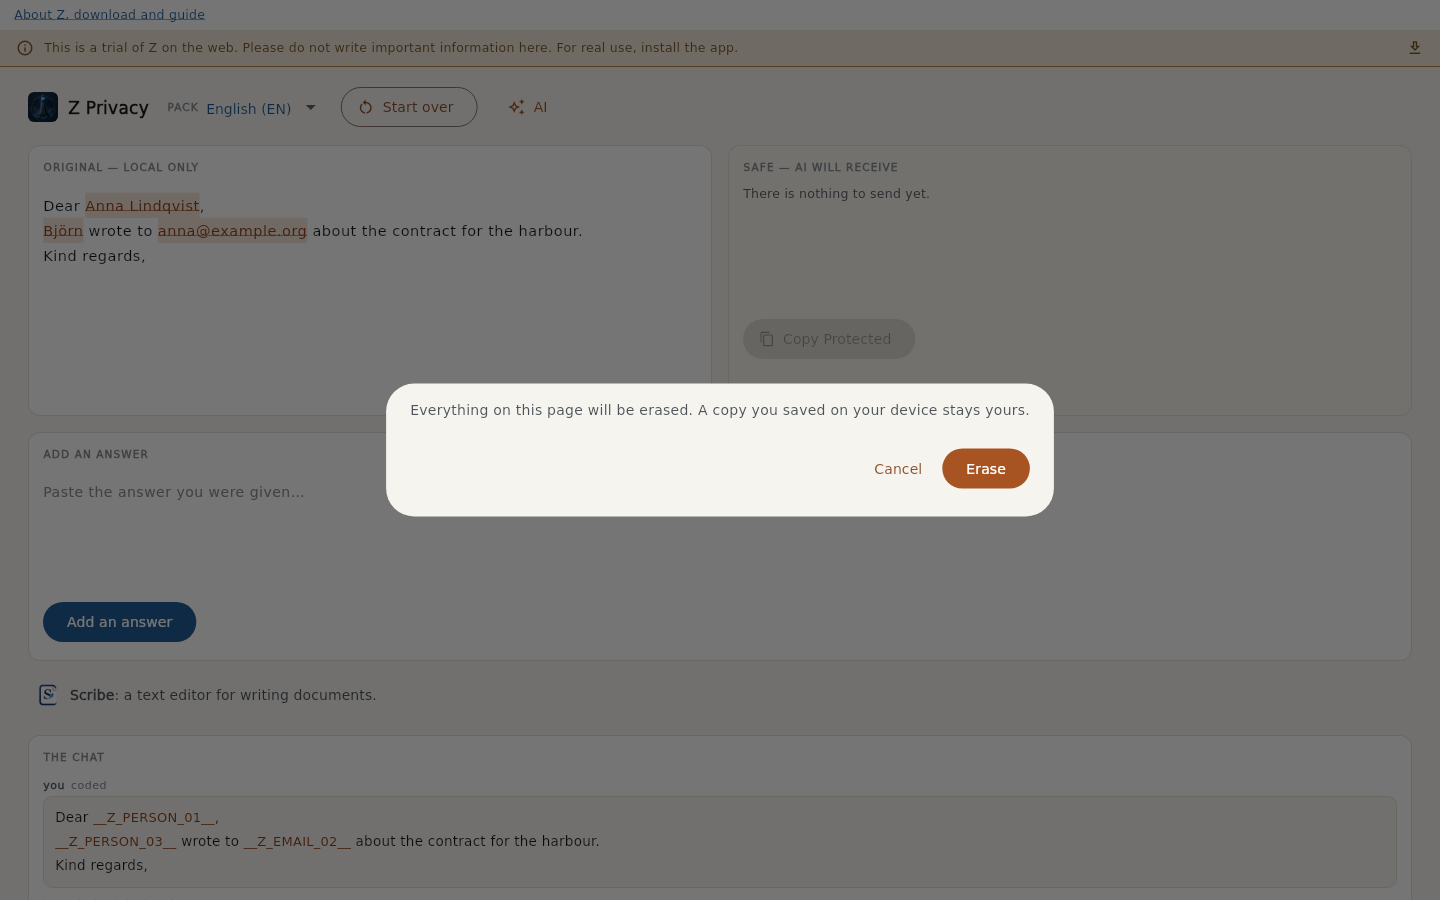 About Z, download and guide
This is a trial of Z on the web. Please do not write important information here. For real use, install the app.
Z Privacy PACK English (EN) Start over AI
ORIGINAL — LOCAL ONLY
Dear Anna Lindqvist,
Björn wrote to anna@example.org about the contract for the harbour.
Kind regards,
SAFE — AI WILL RECEIVE
There is nothing to send yet.
Copy Protected
Everything on this page will be erased. A copy you saved on your device stays yours.
Cancel Erase
ADD AN ANSWER
Paste the answer you were given...
Add an answer
Scribe: a text editor for writing documents.
THE CHAT
you coded
Dear __Z_PERSON_01__,
__Z_PERSON_03__ wrote to __Z_EMAIL_02__ about the contract for the harbour.
Kind regards,